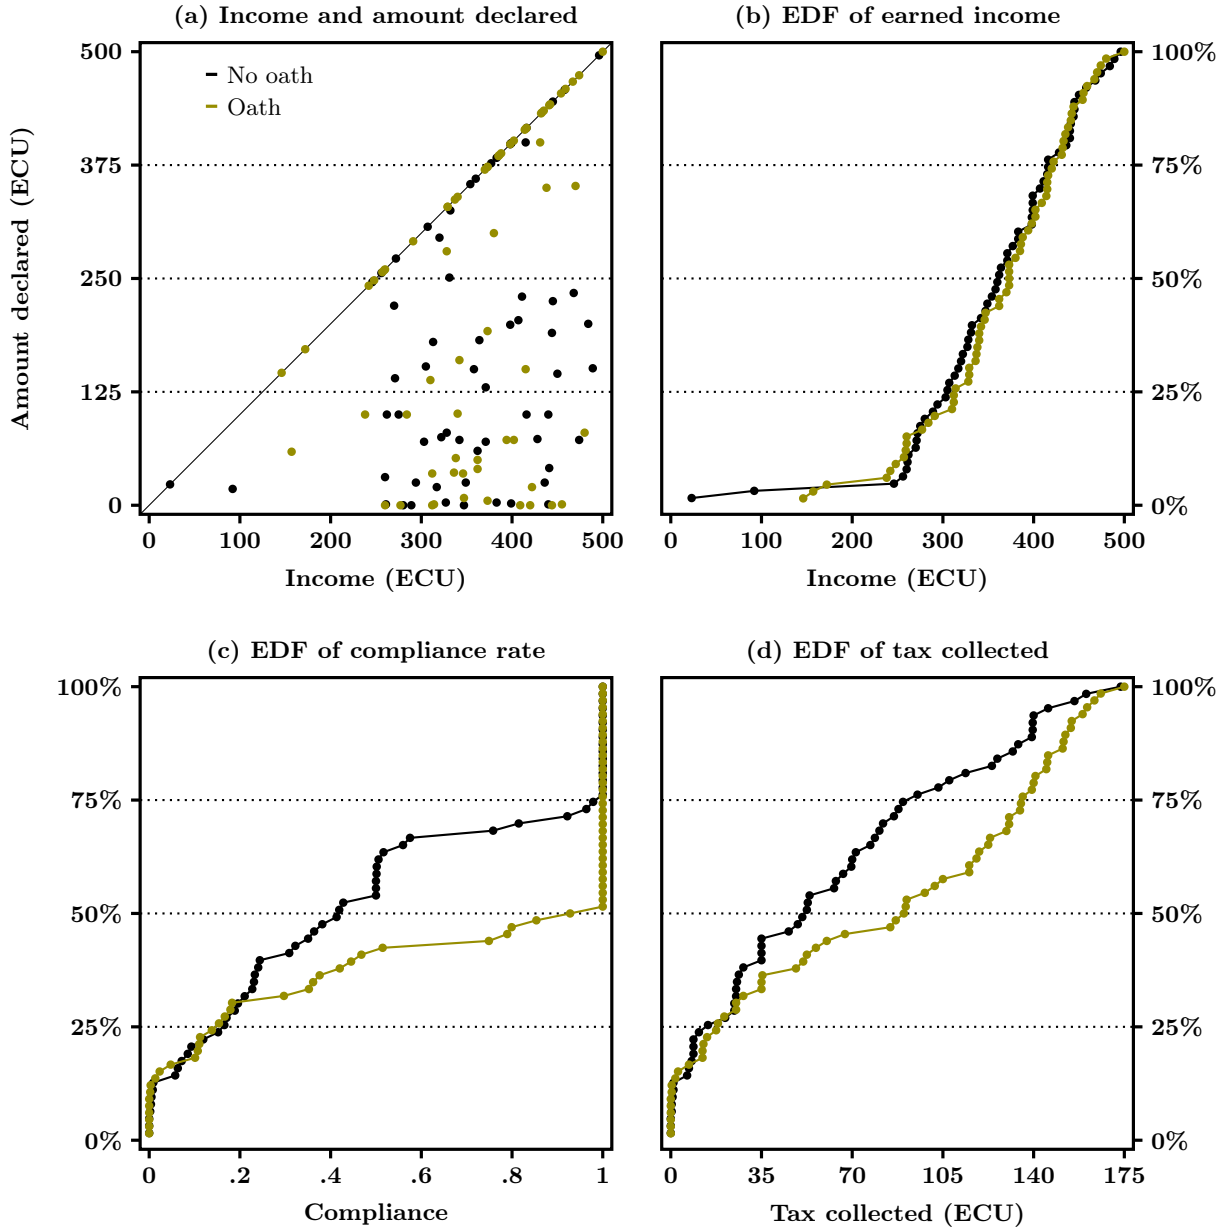 (a) Income and amount declared
(b) EDF of earned income
Amount declared (ECU)
500
375
250
125
0
No oath
Oath
0 100 200 300 400 500
Income (ECU)
100%
75%
50%
25%
0%
0 100 200 300 400 500
Income (ECU)
(c) EDF of compliance rate
(d) EDF of tax collected
100%
75%
50%
25%
0%
0 .2 .4 .6 .8 1
Compliance
100%
75%
50%
25%
0%
0 35 70 105 140 175
Tax collected (ECU)